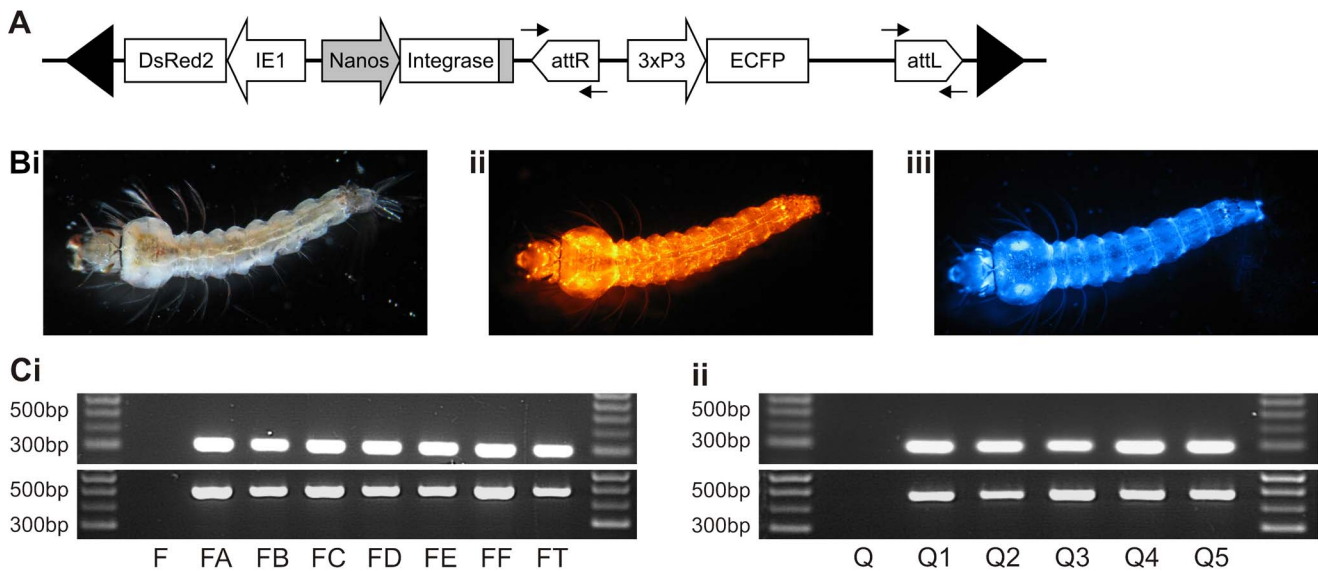 A
DsRed2 IE1 Nanos Integrase attR 3xP3 ECFP attL
Bi ii iii
Ci ii
500bp 500bp
300bp 300bp
500bp 500bp
300bp 300bp
F FA FB FC FD FE FF FT Q Q1 Q2 Q3 Q4 Q5